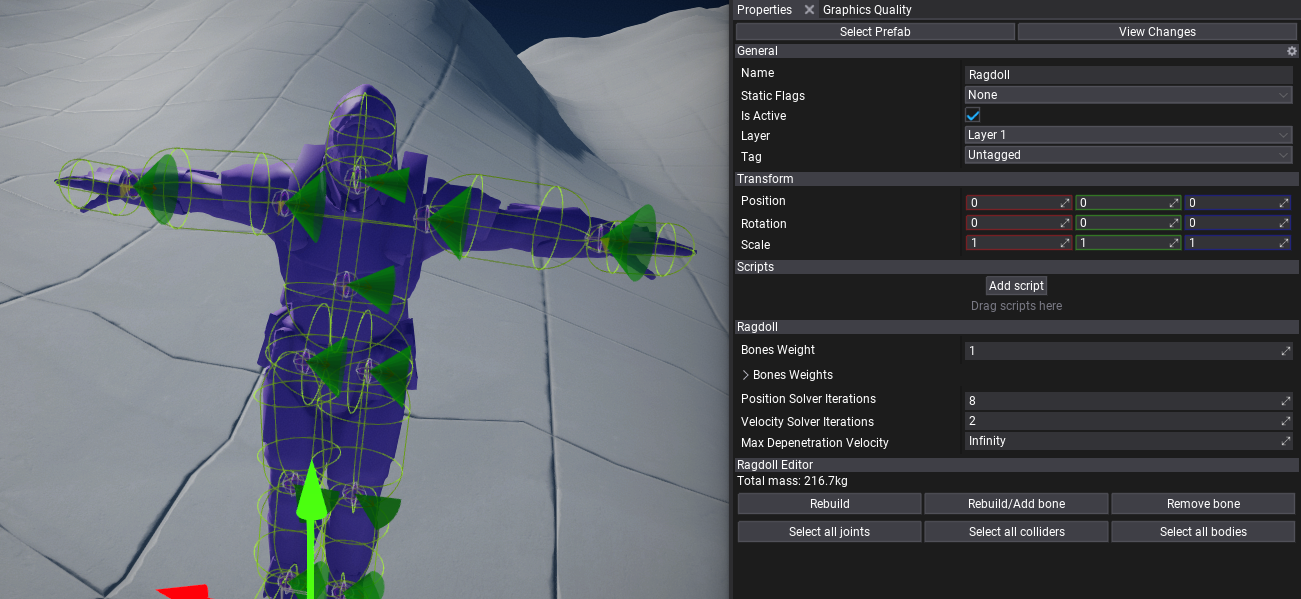 Properties Graphics Quality
Select Prefab View Changes
General
Name Ragdoll
Static Flags None
Is Active
Layer Layer 1
Tag Untagged
Transform
Position 0 0 0
Rotation 0 0 0
Scale 1 1 1
Scripts
Add script
Drag scripts here
Ragdoll
Bones Weight 1
Bones Weights
Position Solver Iterations 8
Velocity Solver Iterations 2
Max Depenetration Velocity Infinity
Ragdoll Editor
Total mass: 216.7kg
Rebuild Rebuild/Add bone Remove bone
Select all joints Select all colliders Select all bodies